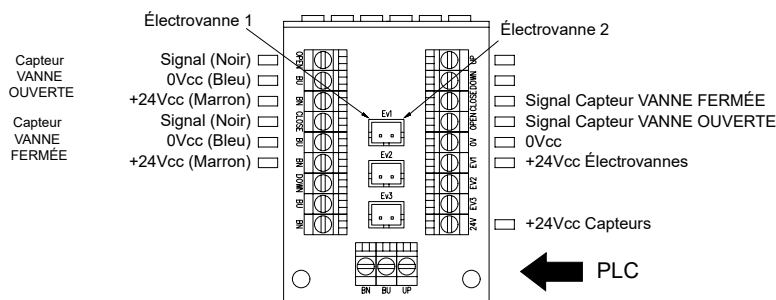 Électrovanne 1
Électrovanne 2
Capteur
VANNE
OUVERTE
Signal (Noir)
0Vcc (Bleu)
+24Vcc (Marron)
Capteur
VANNE
FERMÉE
Signal (Noir)
0Vcc (Bleu)
+24Vcc (Marron)
OPEN
BU
BN
CLOSE
BU
BN
DOWN
BU
BN
Ev1
Ev2
Ev3
UP
DOWN
CLOSE
OPEN
0V
EV1
EV2
EV3
24V
Signal Capteur VANNE FERMÉE
Signal Capteur VANNE OUVERTE
0Vcc
+24Vcc Électrovannes
+24Vcc Capteurs
PLC
BN BU UP